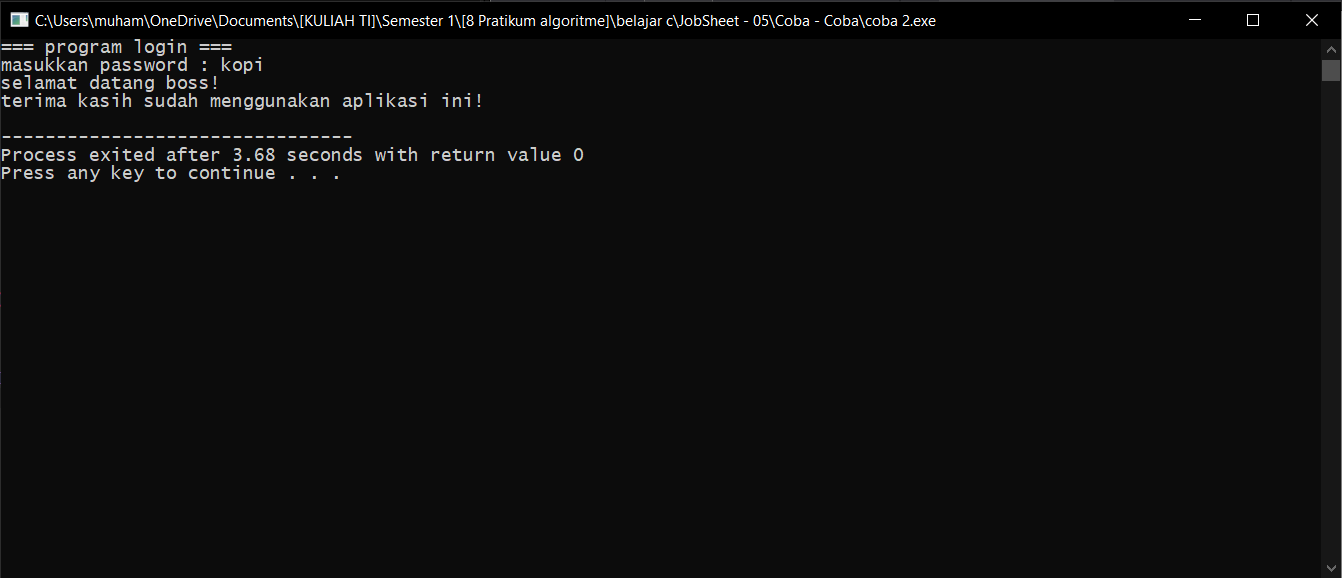 C:\Users\muham\OneDrive\Documents\[KULIAH TI]\Semester 1\[8 Pratikum algoritme]\belajar c\JobSheet - 05\Coba - Coba\coba 2.exe
=== program login ===
masukkan password : kopi
selamat datang boss!
terima kasih sudah menggunakan aplikasi ini!
--------------------------------
Process exited after 3.68 seconds with return value 0
Press any key to continue . . .